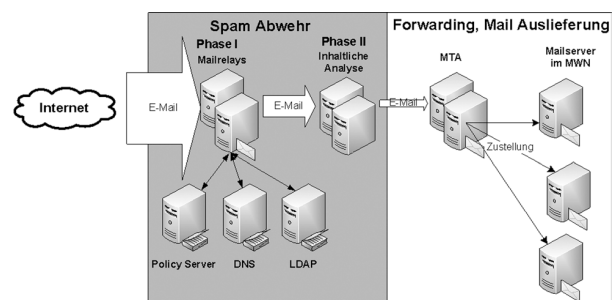 Spam Abwehr
Forwarding, Mail Auslieferung
Phase I
Mailrelays
Phase II
Inhaltliche
Analyse
MTA
Mailserver
im MWN
Internet
E-Mail
E-Mail
E-Mail
Zustellung
Policy Server
DNS
LDAP